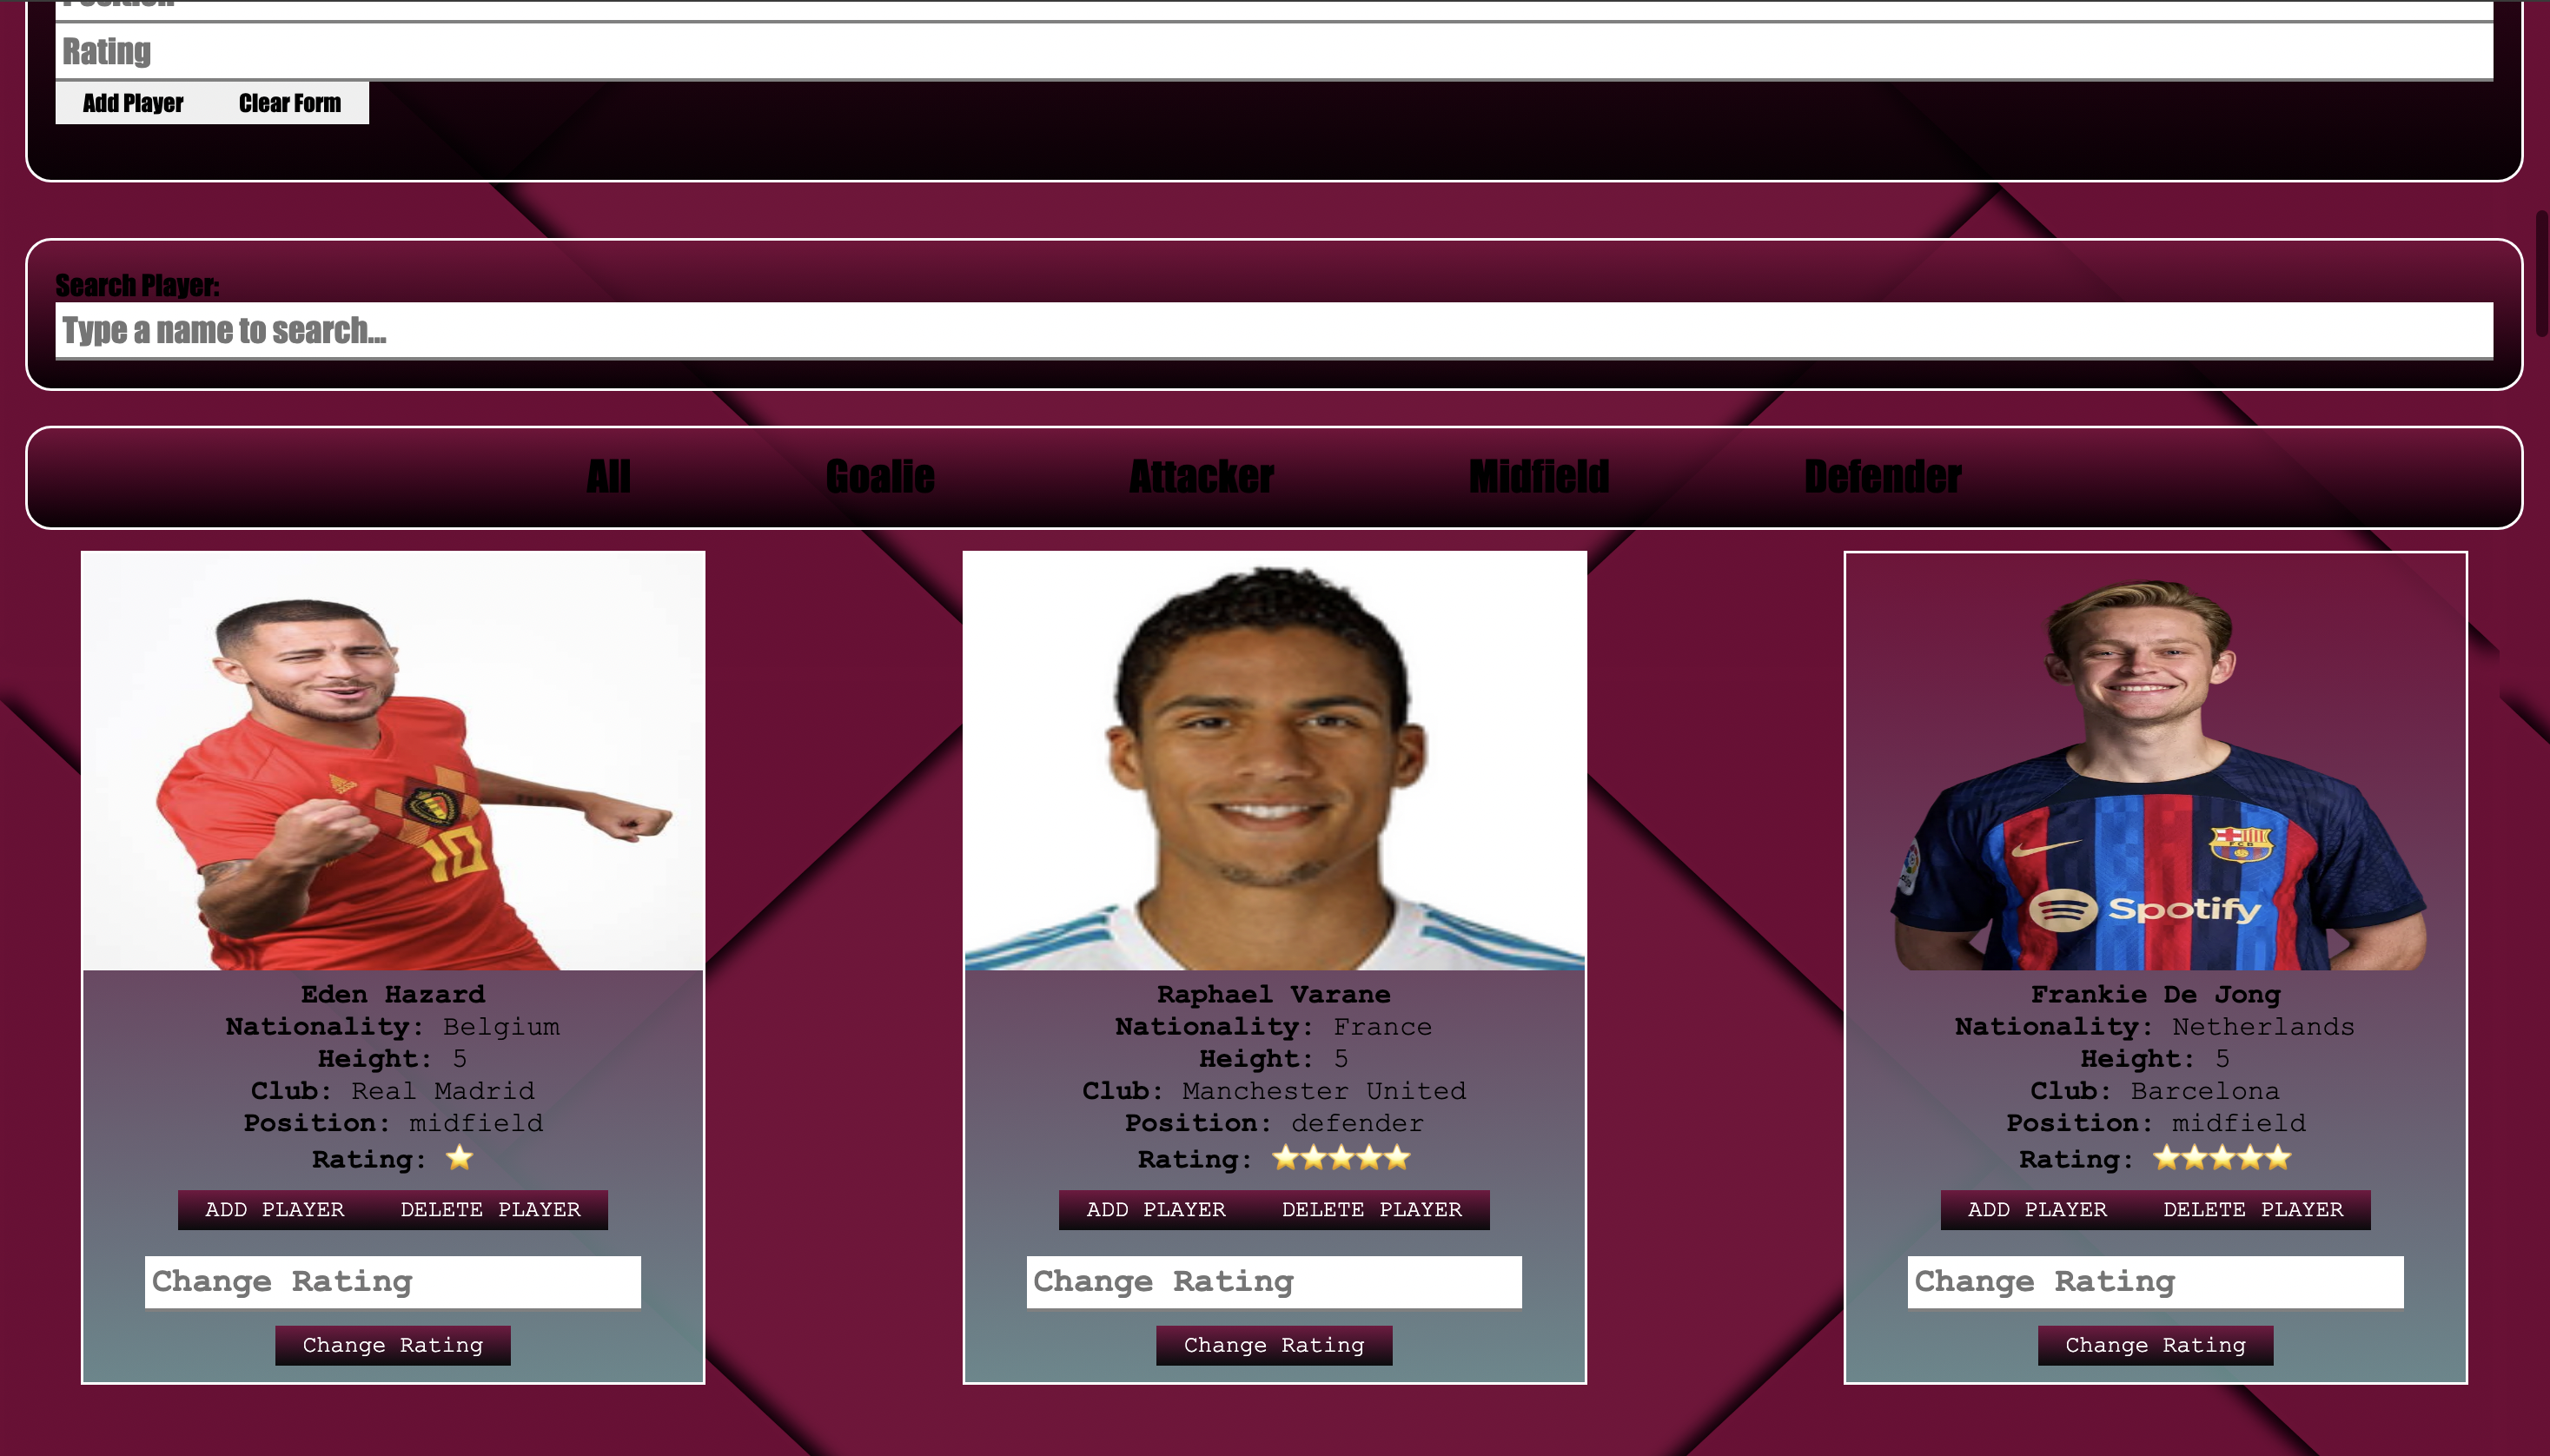 Rating
Add Player Clear Form
Search Player:
Type a name to search...
All Goalie Attacker Midfield Defender
10
FCB
Spotify
Eden Hazard
Nationality: Belgium
Height: 5
Club: Real Madrid
Position: midfield
Rating: ⭐
ADD PLAYER DELETE PLAYER
Change Rating
Change Rating
Raphael Varane
Nationality: France
Height: 5
Club: Manchester United
Position: defender
Rating: ⭐⭐⭐⭐⭐
ADD PLAYER DELETE PLAYER
Change Rating
Change Rating
Frankie De Jong
Nationality: Netherlands
Height: 5
Club: Barcelona
Position: midfield
Rating: ⭐⭐⭐⭐⭐
ADD PLAYER DELETE PLAYER
Change Rating
Change Rating